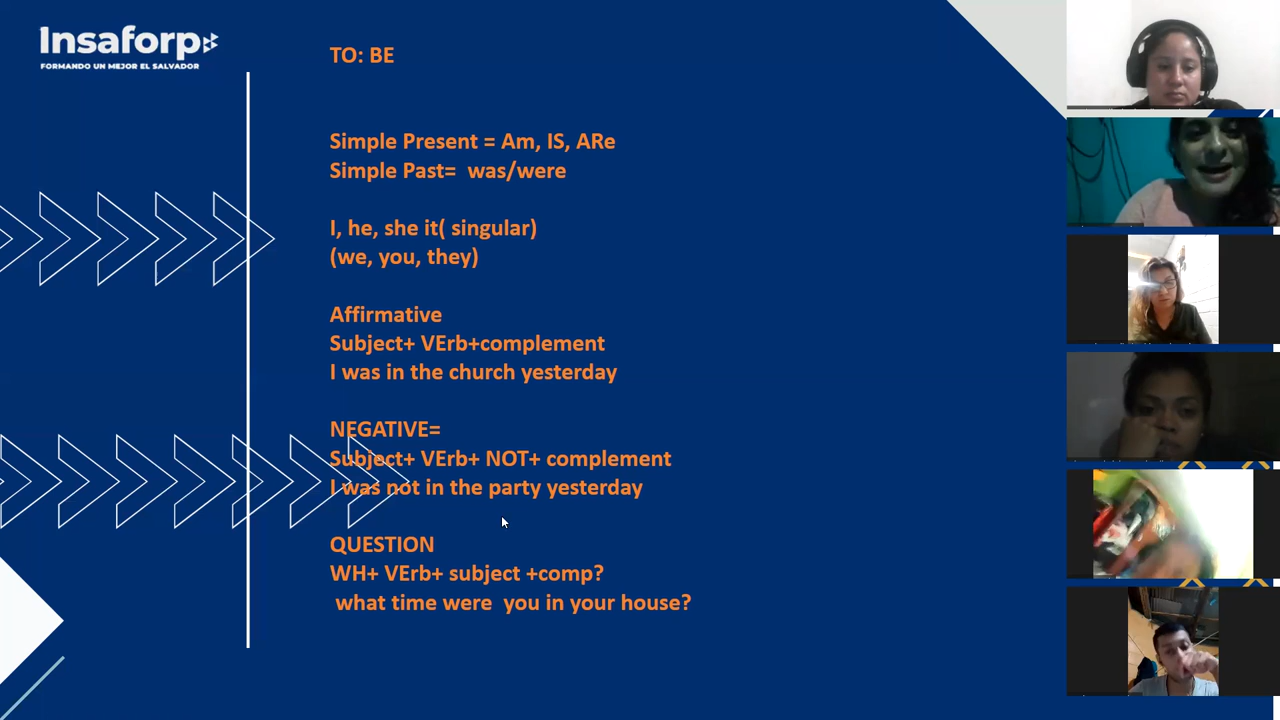 Insaforp
FORMANDO UN MEJOR EL SALVADOR
TO: BE
Simple Present = Am, IS, ARe
Simple Past= was/were
I, he, she it( singular)
(we, you, they)
Affirmative
Subject+ VErb+complement
I was in the church yesterday
NEGATIVE=
Subject+ VErb+ NOT+ complement
I was not in the party yesterday
QUESTION
WH+ VErb+ subject +comp?
what time were you in your house?